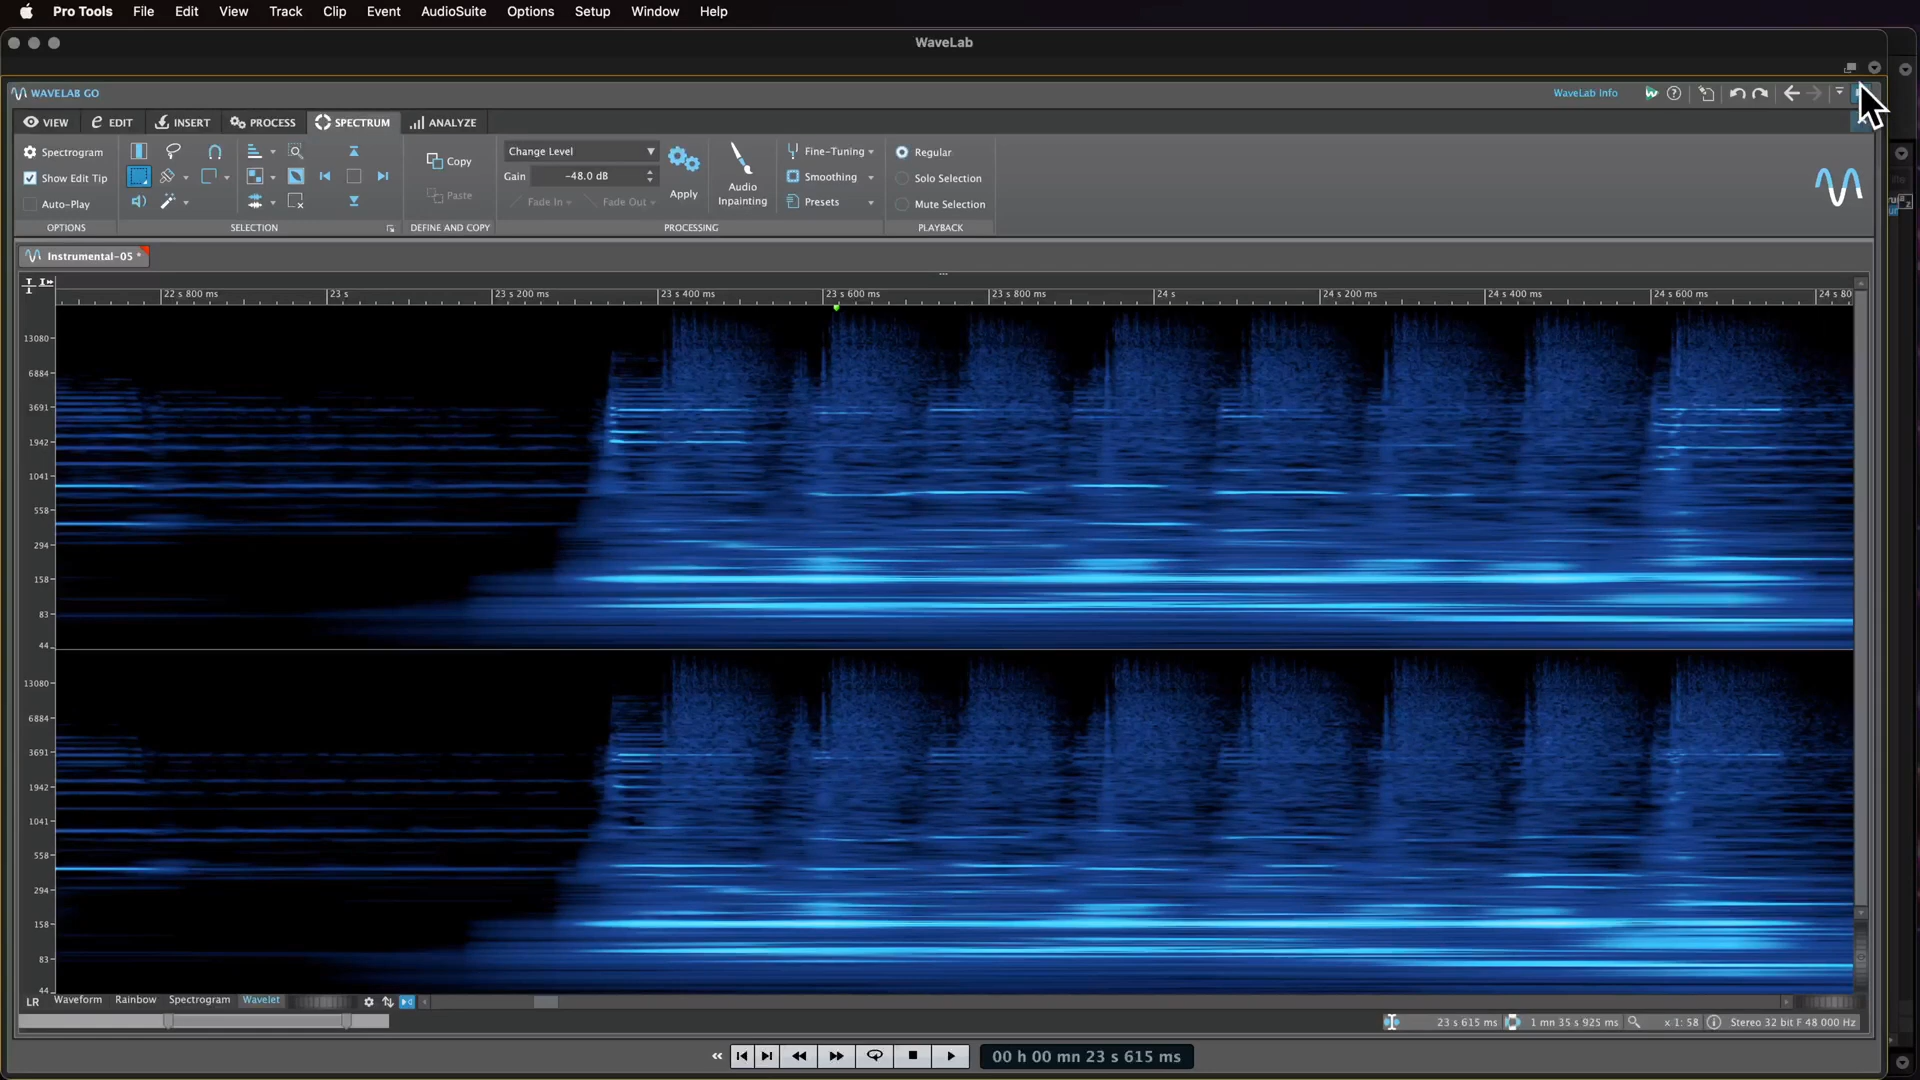 Pro Tools File Edit View Track Clip Event AudioSuite Options Setup Window Help
WaveLab
WAVELAB GO WaveLab Info
VIEW EDIT INSERT PROCESS SPECTRUM ANALYZE
Spectrogram Change Level Fine-Tuning Regular
Copy
Show Edit Tip Gain -48.0 dB Smoothing Solo Selection
Apply Audio Inpainting
Auto-Play Paste Fade In Fade Out Presets Mute Selection
OPTIONS SELECTION DEFINE AND COPY PROCESSING PLAYBACK
Instrumental-05 *
22 s 800 ms 23 s 23 s 200 ms 23 s 400 ms 23 s 600 ms 23 s 800 ms 24 s 24 s 200 ms 24 s 400 ms 24 s 600 ms 24 s 80
13080
6884
3691
1942
1041
558
294
158
83
44
13080
6884
3691
1942
1041
558
294
158
83
44
LR Waveform Rainbow Spectrogram Wavelet
23 s 615 ms 1 mn 35 s 925 ms x 1: 58 Stereo 32 bit F 48 000 Hz
00 h 00 mn 23 s 615 ms